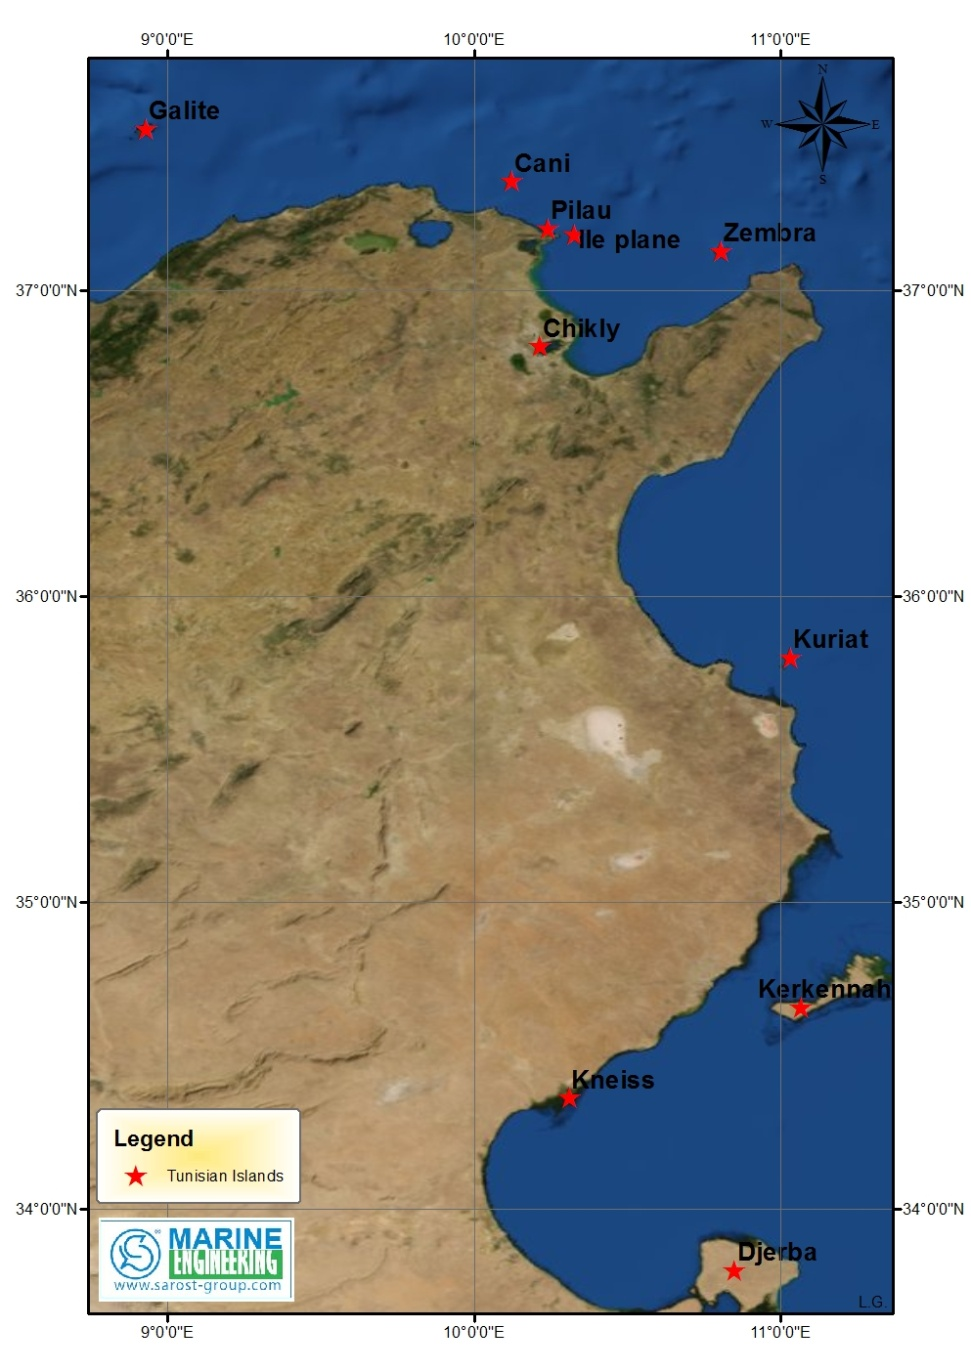 9°0'0"E 10°0'0"E 11°0'0"E
N
W E
S
Galite
Cani
Pilau
Ile plane
Zembra
37°0'0"N 37°0'0"N
Chikly
36°0'0"N 36°0'0"N
Kuriat
35°0'0"N 35°0'0"N
Kerkennah
Kneiss
Legend
Tunisian Islands
34°0'0"N 34°0'0"N
MARINE
ENGINEERING
www.sarost-group.com
Djerba
L.G.
9°0'0"E 10°0'0"E 11°0'0"E